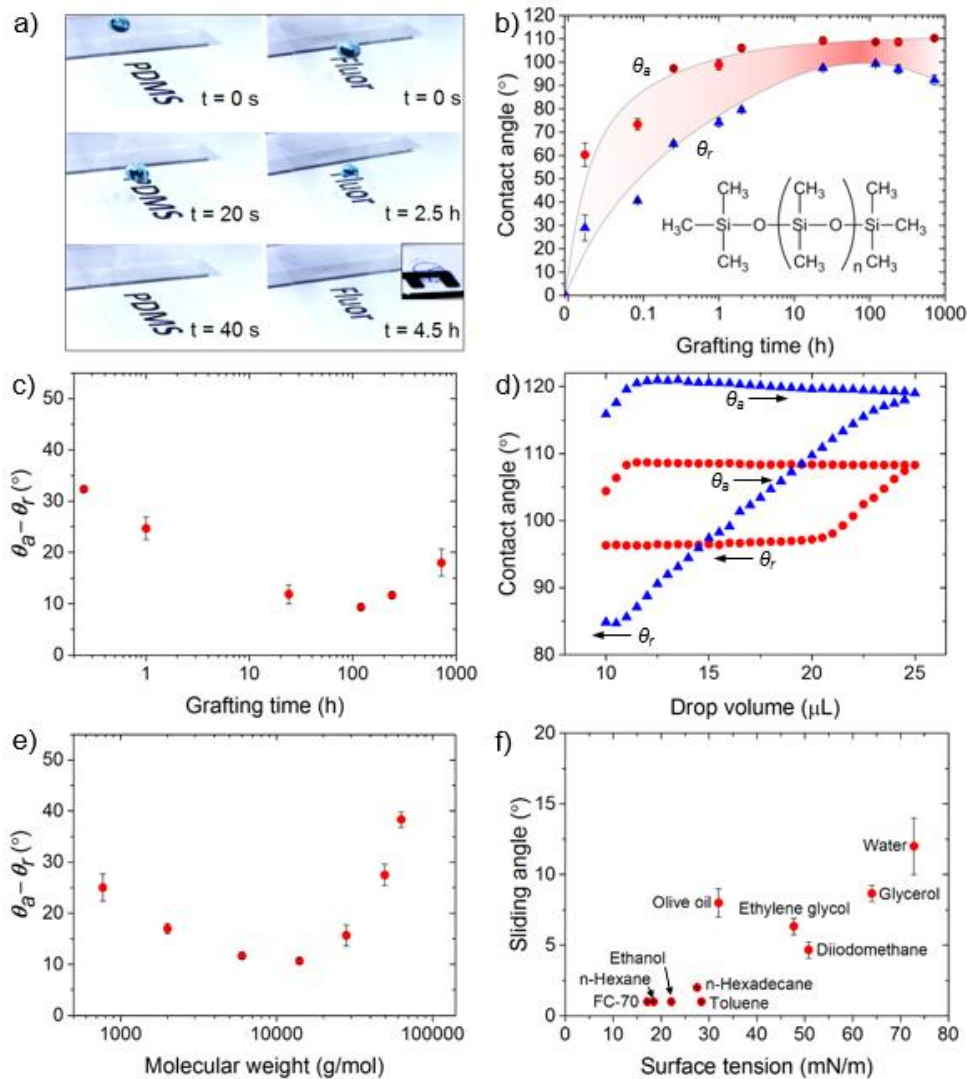 a)
PDMS
t = 0 s
Fluor
t = 0 s
PDMS
t = 20 s
Fluor
t = 2.5 h
PDMS
t = 40 s
Fluor
t = 4.5 h
b)
120
110
100
90
80
70
60
50
40
30
20
10
0
Contact angle (°)
θa
θr
CH₃ CH₃ CH₃
H₃C Si O Si O Si CH₃
n
CH₃ CH₃ CH₃
0 0.1 1 10 100 1000
Grafting time (h)
c)
50
40
30
20
10
0
θa – θr (°)
1 10 100 1000
Grafting time (h)
d)
120
110
100
90
80
Contact angle (°)
θa
θa
θr
θr
10 15 20 25
Drop volume (μL)
e)
50
40
30
20
10
0
θa – θr (°)
1000 10000 100000
Molecular weight (g/mol)
f)
20
15
10
5
0
Sliding angle (°)
Water
Olive oil
Glycerol
Ethylene glycol
Diiodomethane
Ethanol
n-Hexane
n-Hexadecane
FC-70
Toluene
0 10 20 30 40 50 60 70 80
Surface tension (mN/m)